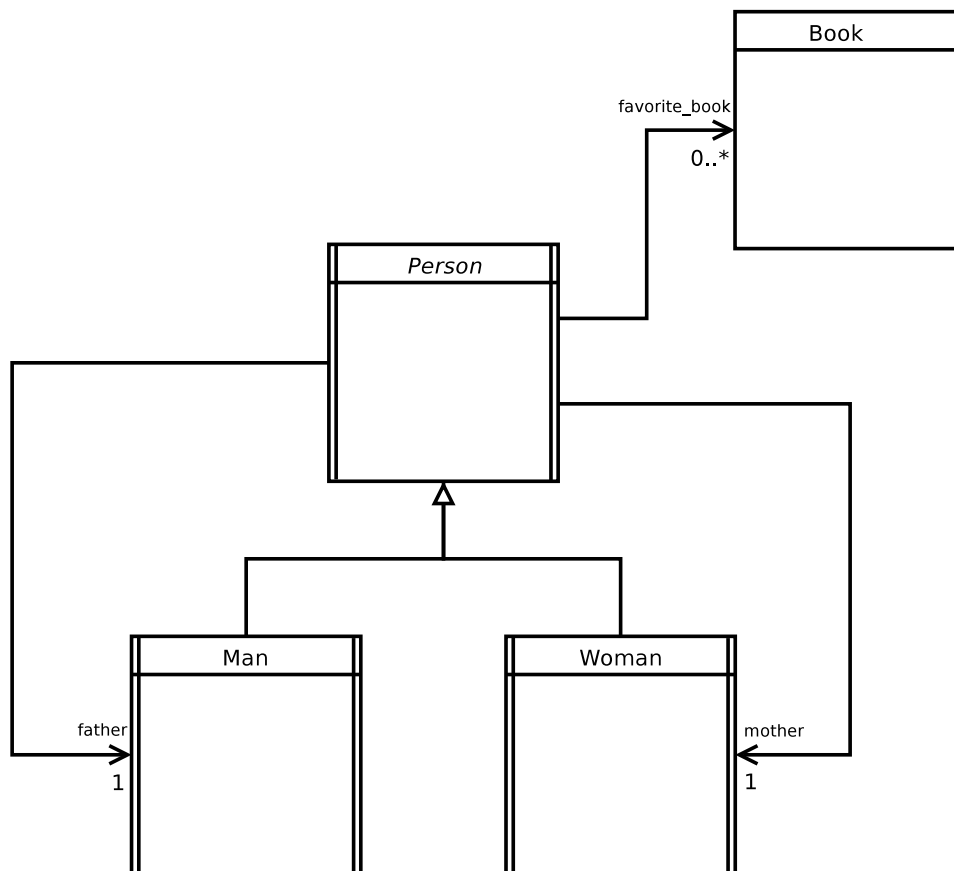 Book
favorite_book
0..*
Person
Man
Woman
father
1
mother
1